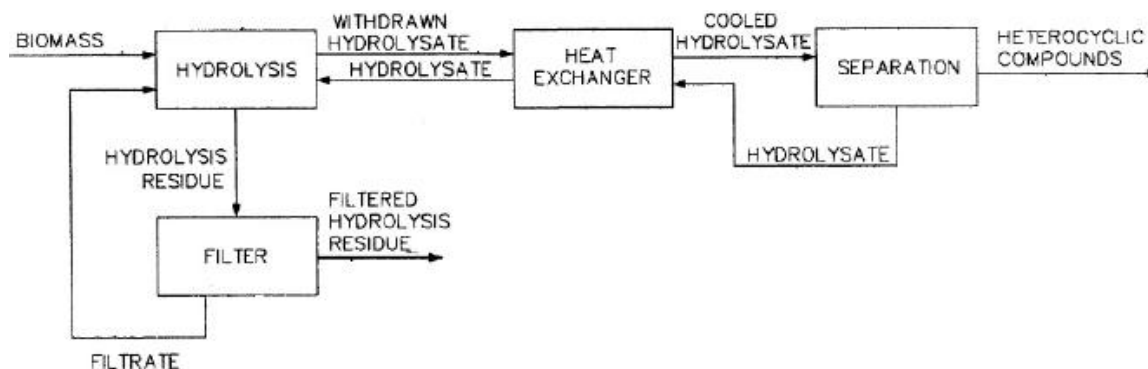 BIOMASS
HYDROLYSIS
WITHDRAWN
HYDROLYSATE
HYDROLYSATE
HEAT
EXCHANGER
COOLED
HYDROLYSATE
SEPARATION
HETEROCYCLIC
COMPOUNDS
HYDROLYSATE
HYDROLYSIS
RESIDUE
FILTER
FILTERED
HYDROLYSIS
RESIDUE
FILTRATE